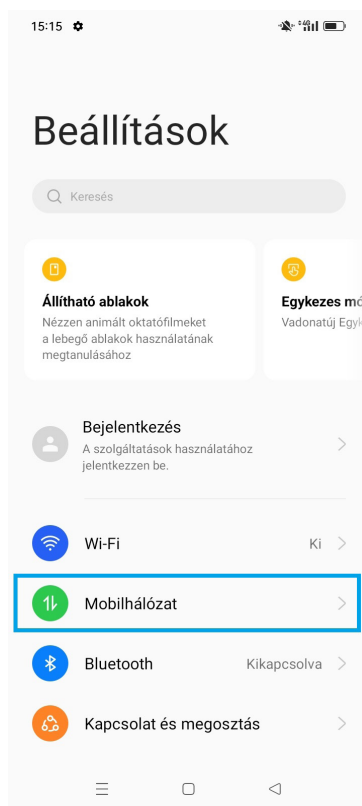 15:15
4G
Beállítások
Keresés
Állítható ablakok
Nézzen animált oktatófilmeket
a lebegő ablakok használatának
megtanulásához
Egykezes mó
Vadonatúj Egyk
Bejelentkezés
A szolgáltatások használatához
jelentkezzen be.
Wi-Fi
Ki
Mobilhálózat
Bluetooth
Kikapcsolva
Kapcsolat és megosztás